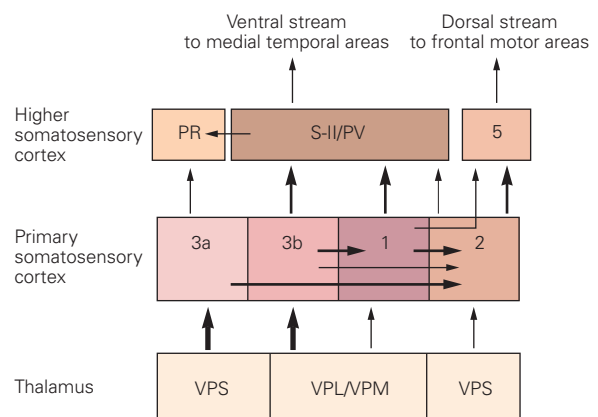 Ventral stream
to medial temporal areas
Dorsal stream
to frontal motor areas
Higher
somatosensory
cortex
PR
S-II/PV
5
Primary
somatosensory
cortex
3a
3b
1
2
Thalamus
VPS
VPL/VPM
VPS